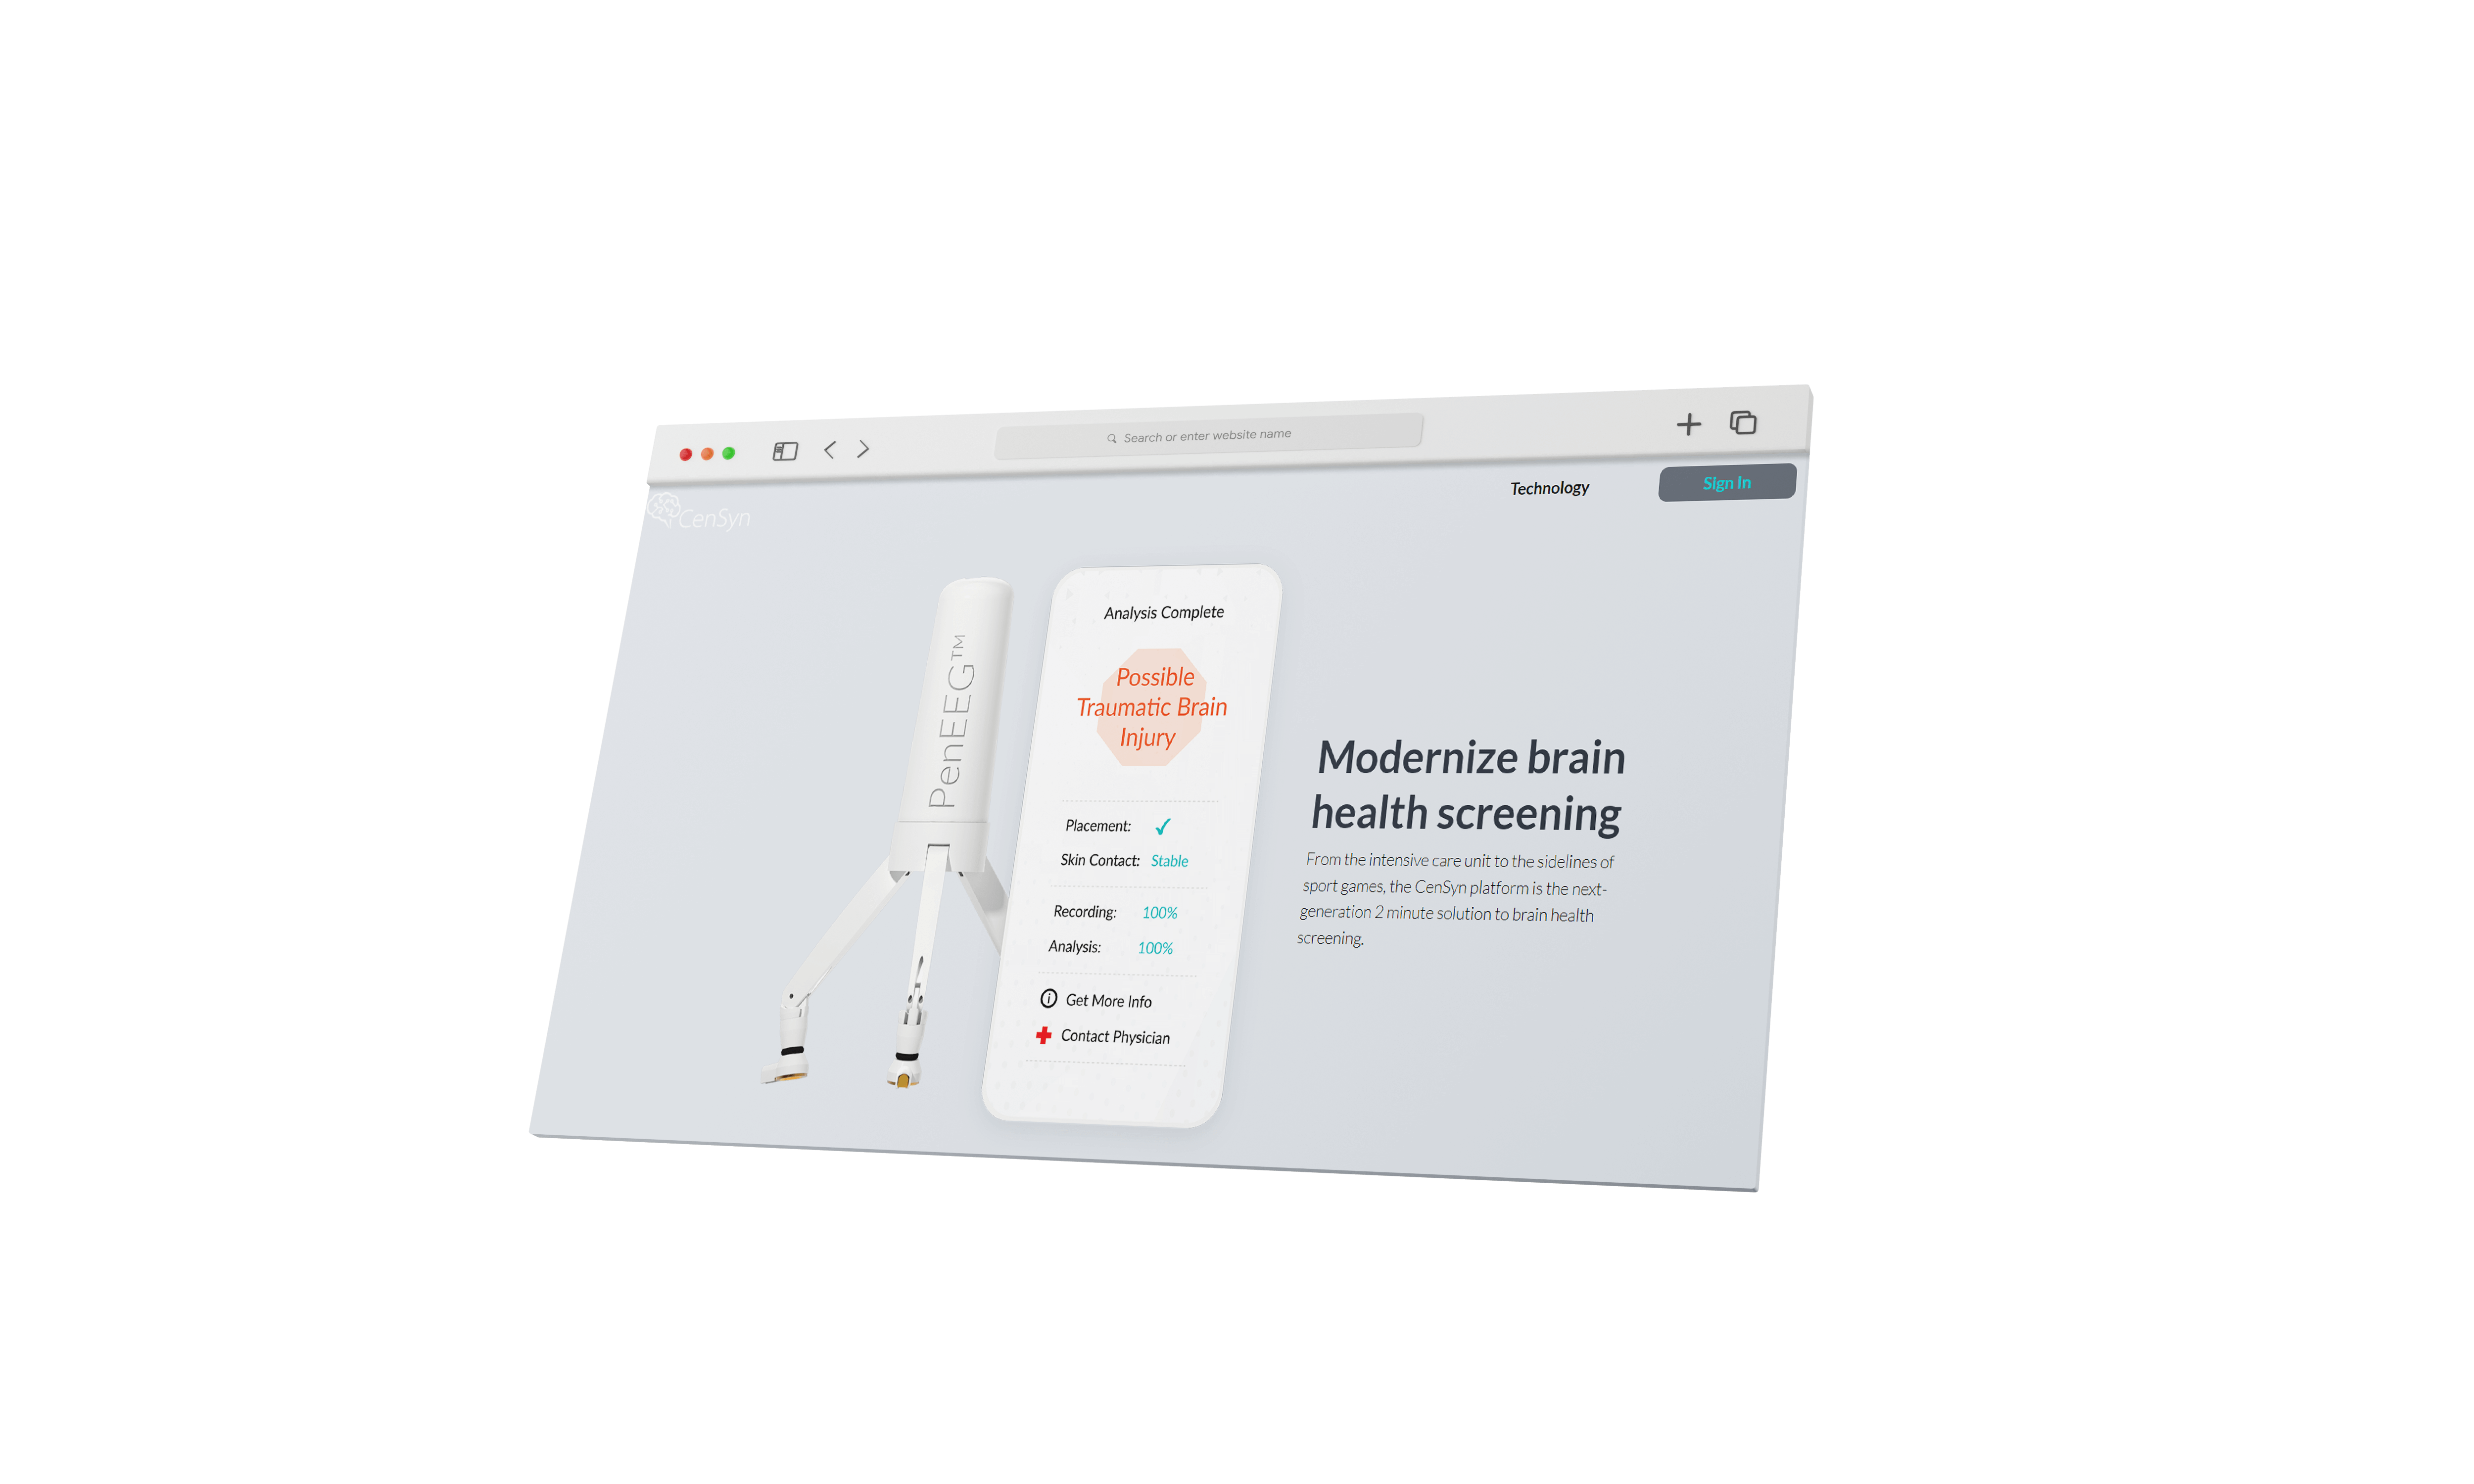 Search or enter website name
Technology
Sign In
CenSyn
PenEEG™
Analysis Complete
Possible
Traumatic Brain
Injury
Placement: ✓
Skin Contact: Stable
Recording: 100%
Analysis: 100%
Get More Info
Contact Physician
Modernize brain
health screening
From the intensive care unit to the sidelines of
sport games, the CenSyn platform is the next-
generation 2 minute solution to brain health
screening.